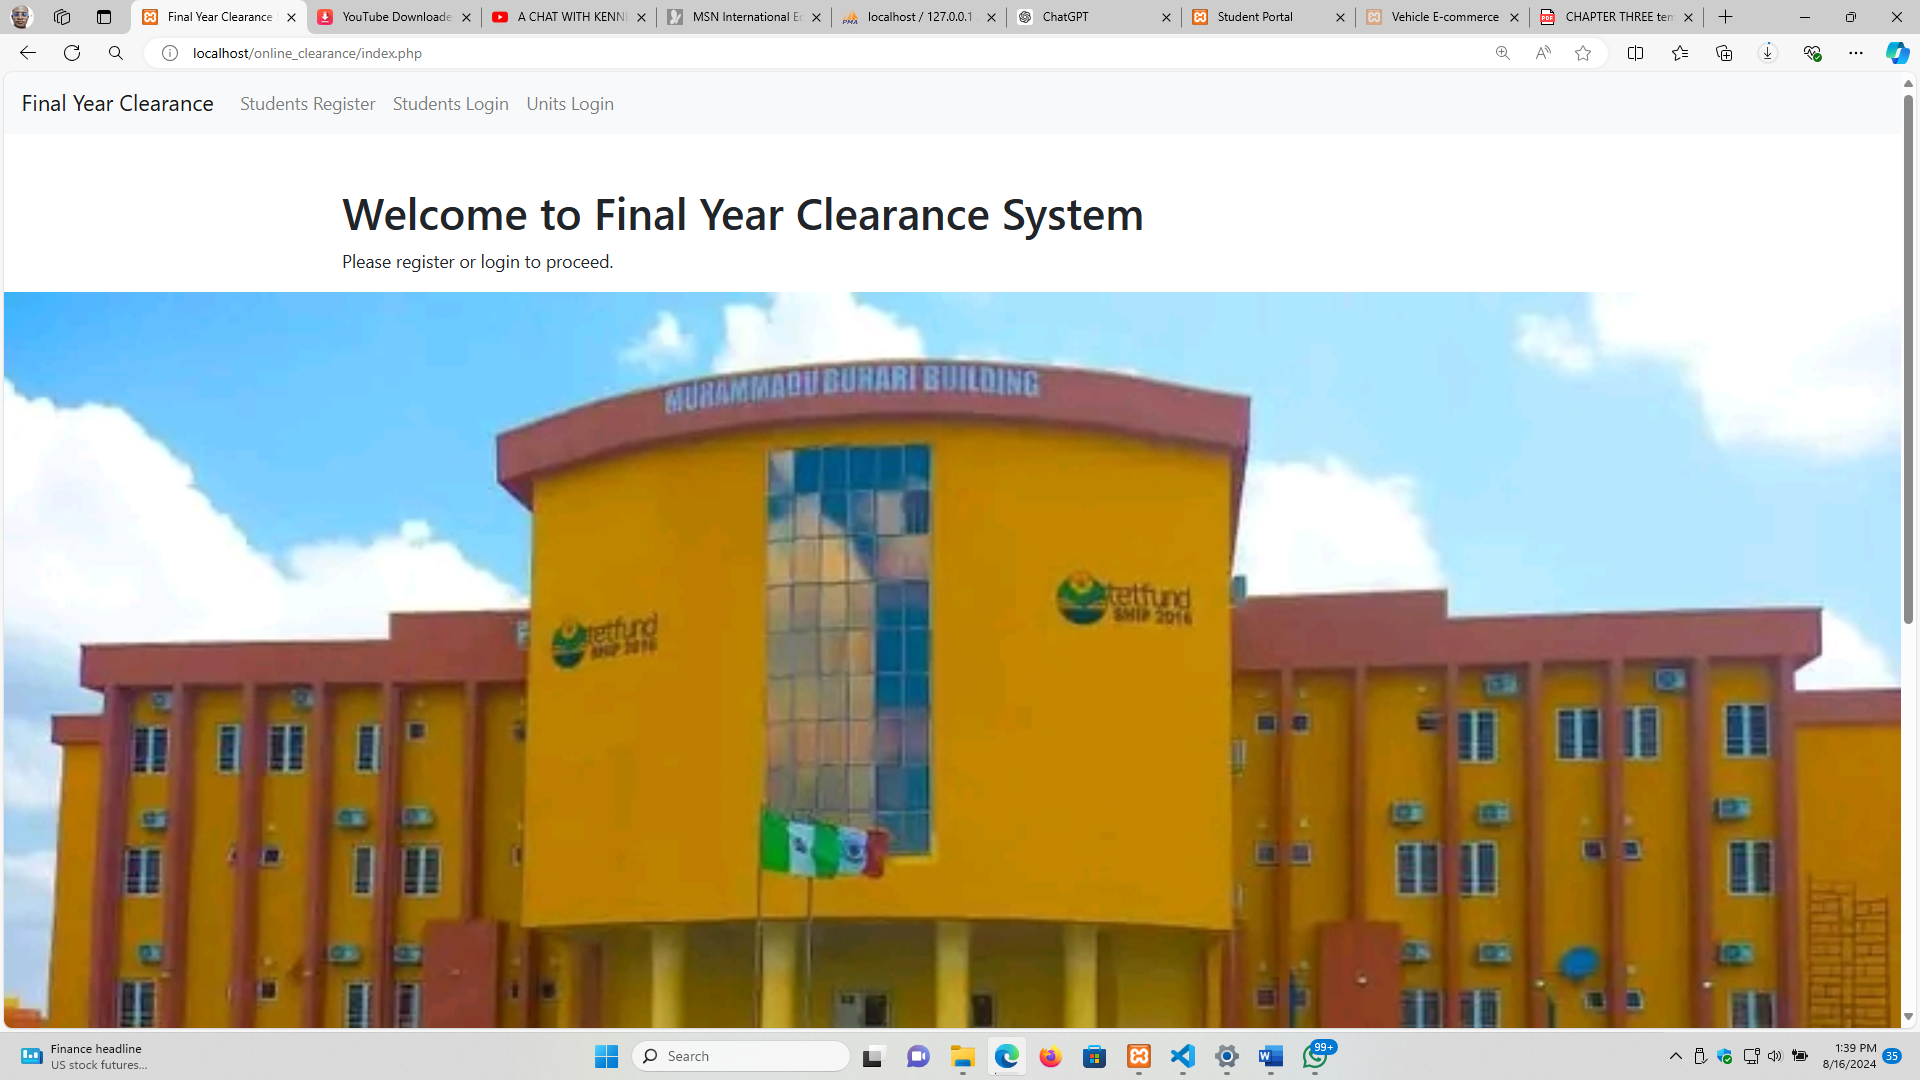 Final Year Clearance
YouTube Downloade
A CHAT WITH KENN
MSN International Ed
localhost / 127.0.0.1
ChatGPT
Student Portal
Vehicle E-commerce
CHAPTER THREE tem
localhost/online_clearance/index.php
Final Year Clearance
Students Register
Students Login
Units Login
Welcome to Final Year Clearance System
Please register or login to proceed.
MUHAMMADU BUHARI BUILDING
tetfund
SHIP 2016
tetfund
SHIP 2016
Finance headline
US stock futures...
Search
99+
1:39 PM
8/16/2024
35